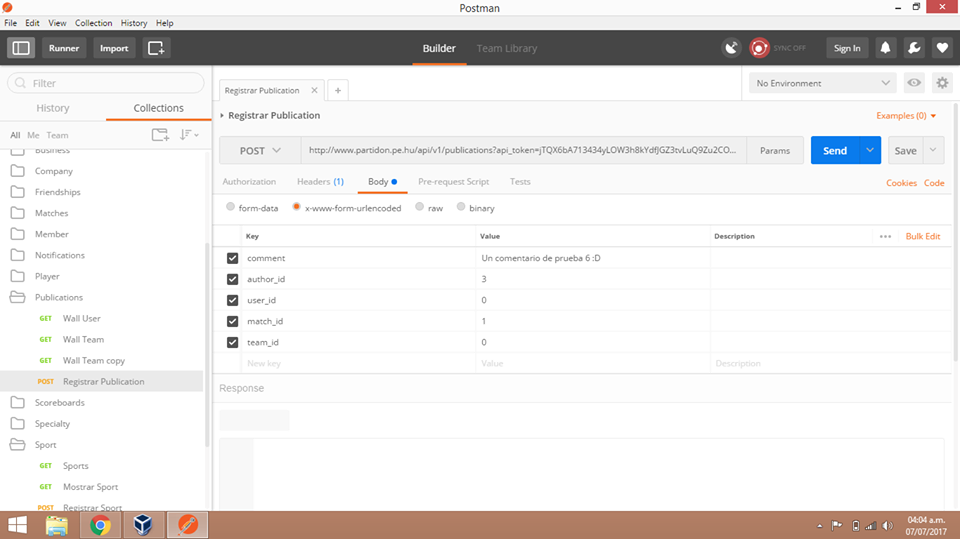 Postman
File Edit View Collection History Help
Runner Import Builder Team Library SYNC OFF Sign In
Filter
History Collections
All Me Team
Business
Company
Friendships
Matches
Member
Notifications
Player
Publications
GET Wall User
GET Wall Team
GET Wall Team copy
POST Registrar Publication
Scoreboards
Specialty
Sport
GET Sports
GET Mostrar Sport
POST Registrar Sport
Registrar Publication No Environment
Registrar Publication Examples (0)
POST http://www.partidon.pe.hu/api/v1/publications?api_token=jTQX6bA713434yLOW3h8kYdfJGZ3tvLuQ9Zu2CO... Params Send Save
Authorization Headers (1) Body Pre-request Script Tests Cookies Code
form-data x-www-form-urlencoded raw binary
Key Value Description Bulk Edit
comment Un comentario de prueba 6 :D
author_id 3
user_id 0
match_id 1
team_id 0
New key Value Description
Response
04:04 a.m.
07/07/2017